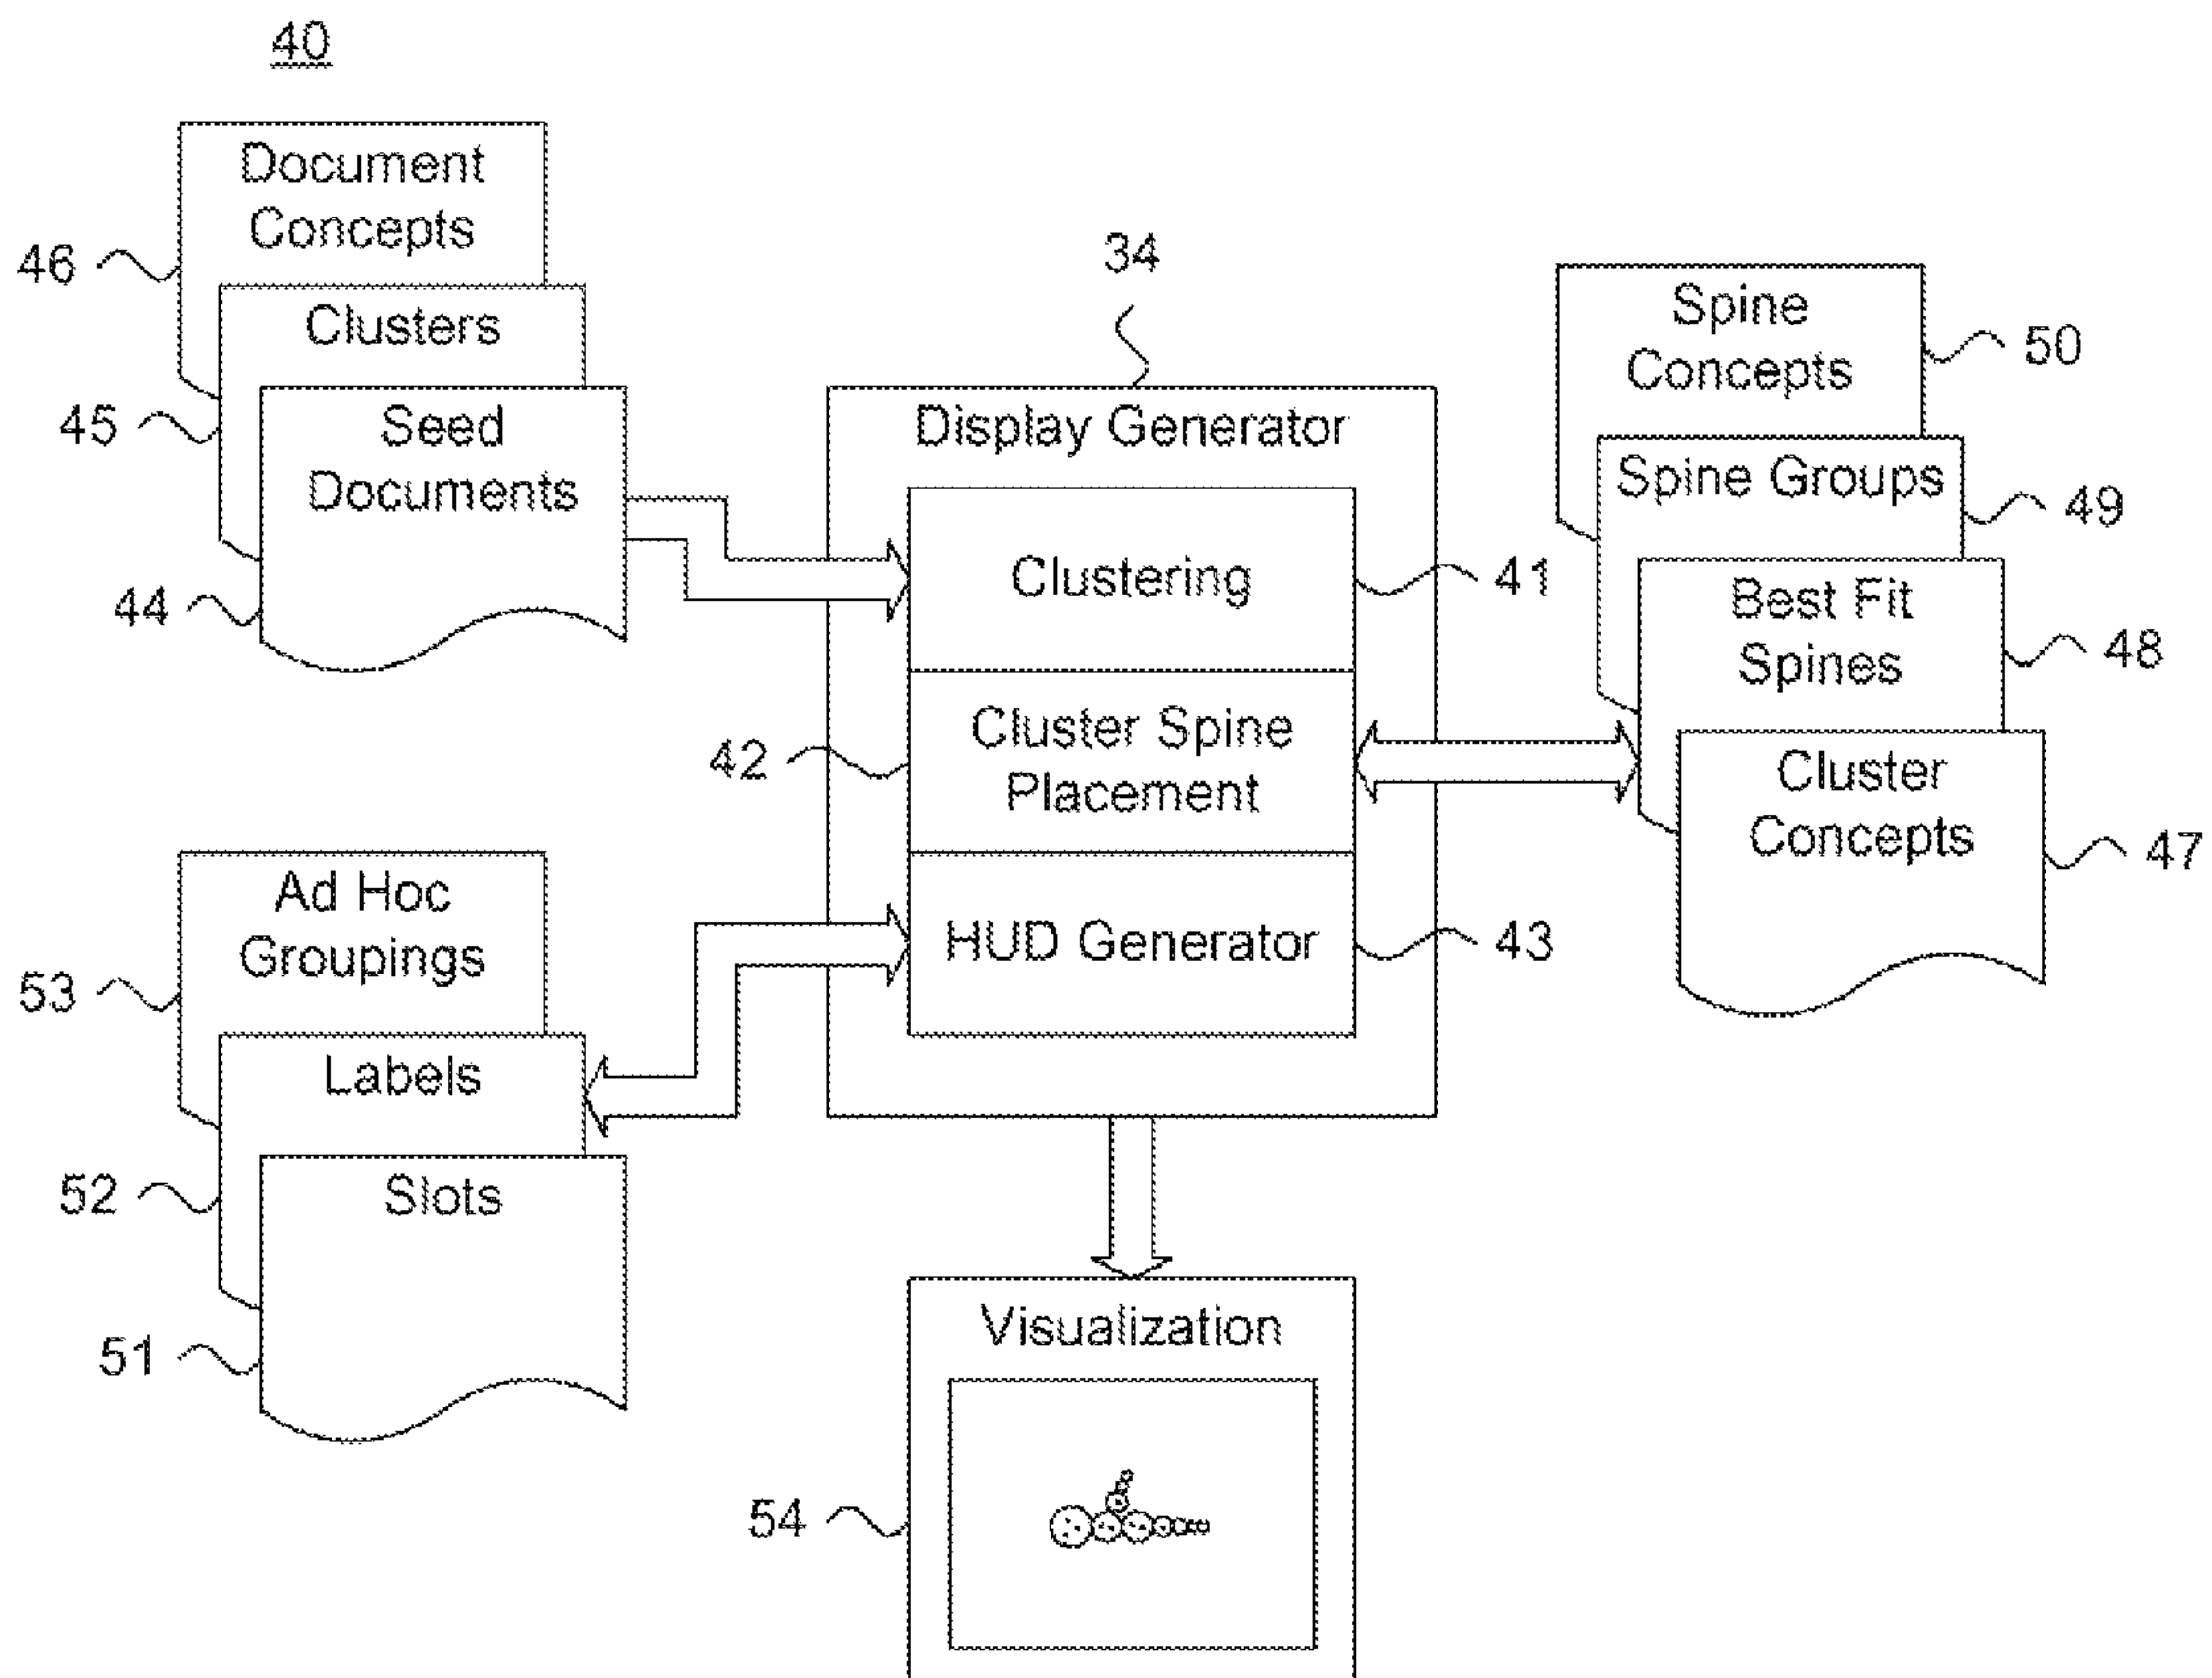 40
Document
Concepts
46
Clusters
45
Seed
Documents
44
34
Display Generator
Clustering
41
Cluster Spine
Placement
42
HUD Generator
43
Spine
Concepts
50
Spine Groups
49
Best Fit
Spines
48
Cluster
Concepts
47
Ad Hoc
Groupings
53
Labels
52
Slots
51
Visualization
54